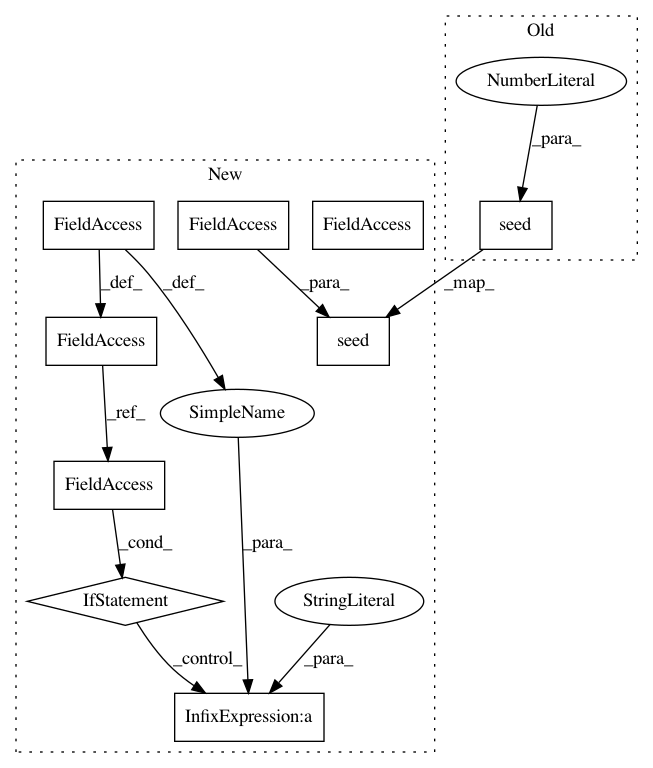 Old
NumberLiteral
_para_
New
FieldAccess
FieldAccess
FieldAccess
seed
_def_
_def_
_para_
_map_
FieldAccess
seed
_ref_
SimpleName
FieldAccess
_cond_
_para_
IfStatement
StringLiteral
_control_
_para_
InfixExpression:a